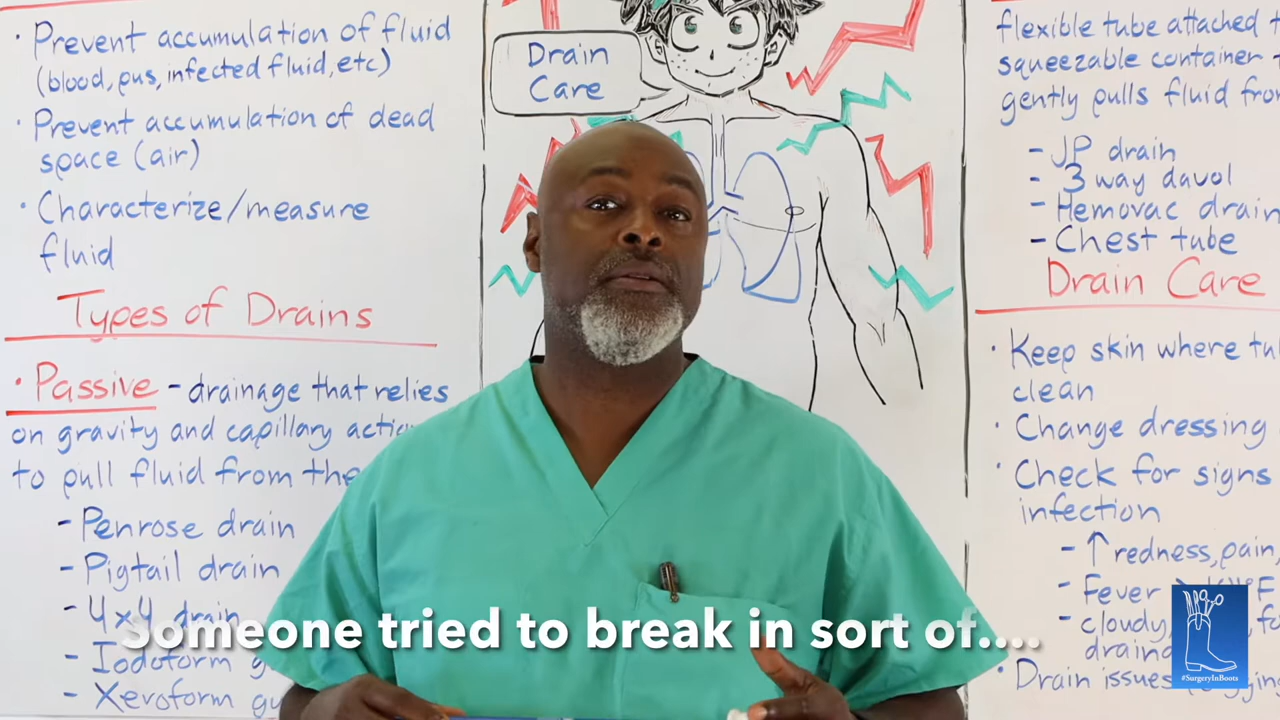 · Prevent accumulation of fluid
(blood, pus, infected fluid, etc)
· Prevent accumulation of dead
space (air)
· Characterize/measure
fluid
Types of Drains
· Passive - drainage that relies
on gravity and capillary
to pull fluid from the
- Penrose drain
- Pigtail drain
- 4x4 drain
- Iodoform
- Xeroform
Drain
Care
flexible tube attached
squeezable container
gently pulls fluid
- JP drain
- 3 way davol
- Hemovac drain
- Chest tube
Drain Care
· Keep skin where
clean
· Change dressing
· Check for signs
infection
- ↑ redness, pain,
- Fever
- cloudy,
· Drain issues
Someone tried to break in sort of....
#SurgeryInBoots